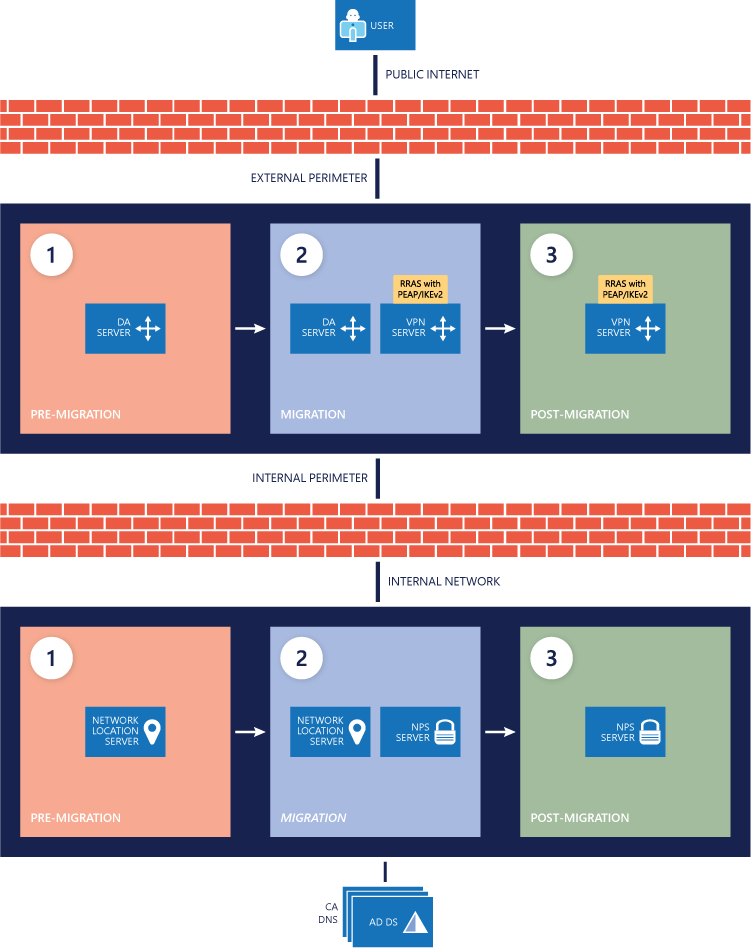 USER
PUBLIC INTERNET
EXTERNAL PERIMETER
1
2
3
RRAS with
PEAP/IKEv2
RRAS with
PEAP/IKEv2
DA
SERVER
DA
SERVER
VPN
SERVER
VPN
SERVER
PRE-MIGRATION
MIGRATION
POST-MIGRATION
INTERNAL PERIMETER
INTERNAL NETWORK
1
2
3
NETWORK
LOCATION
SERVER
NETWORK
LOCATION
SERVER
NPS
SERVER
NPS
SERVER
PRE-MIGRATION
MIGRATION
POST-MIGRATION
CA
DNS
AD DS